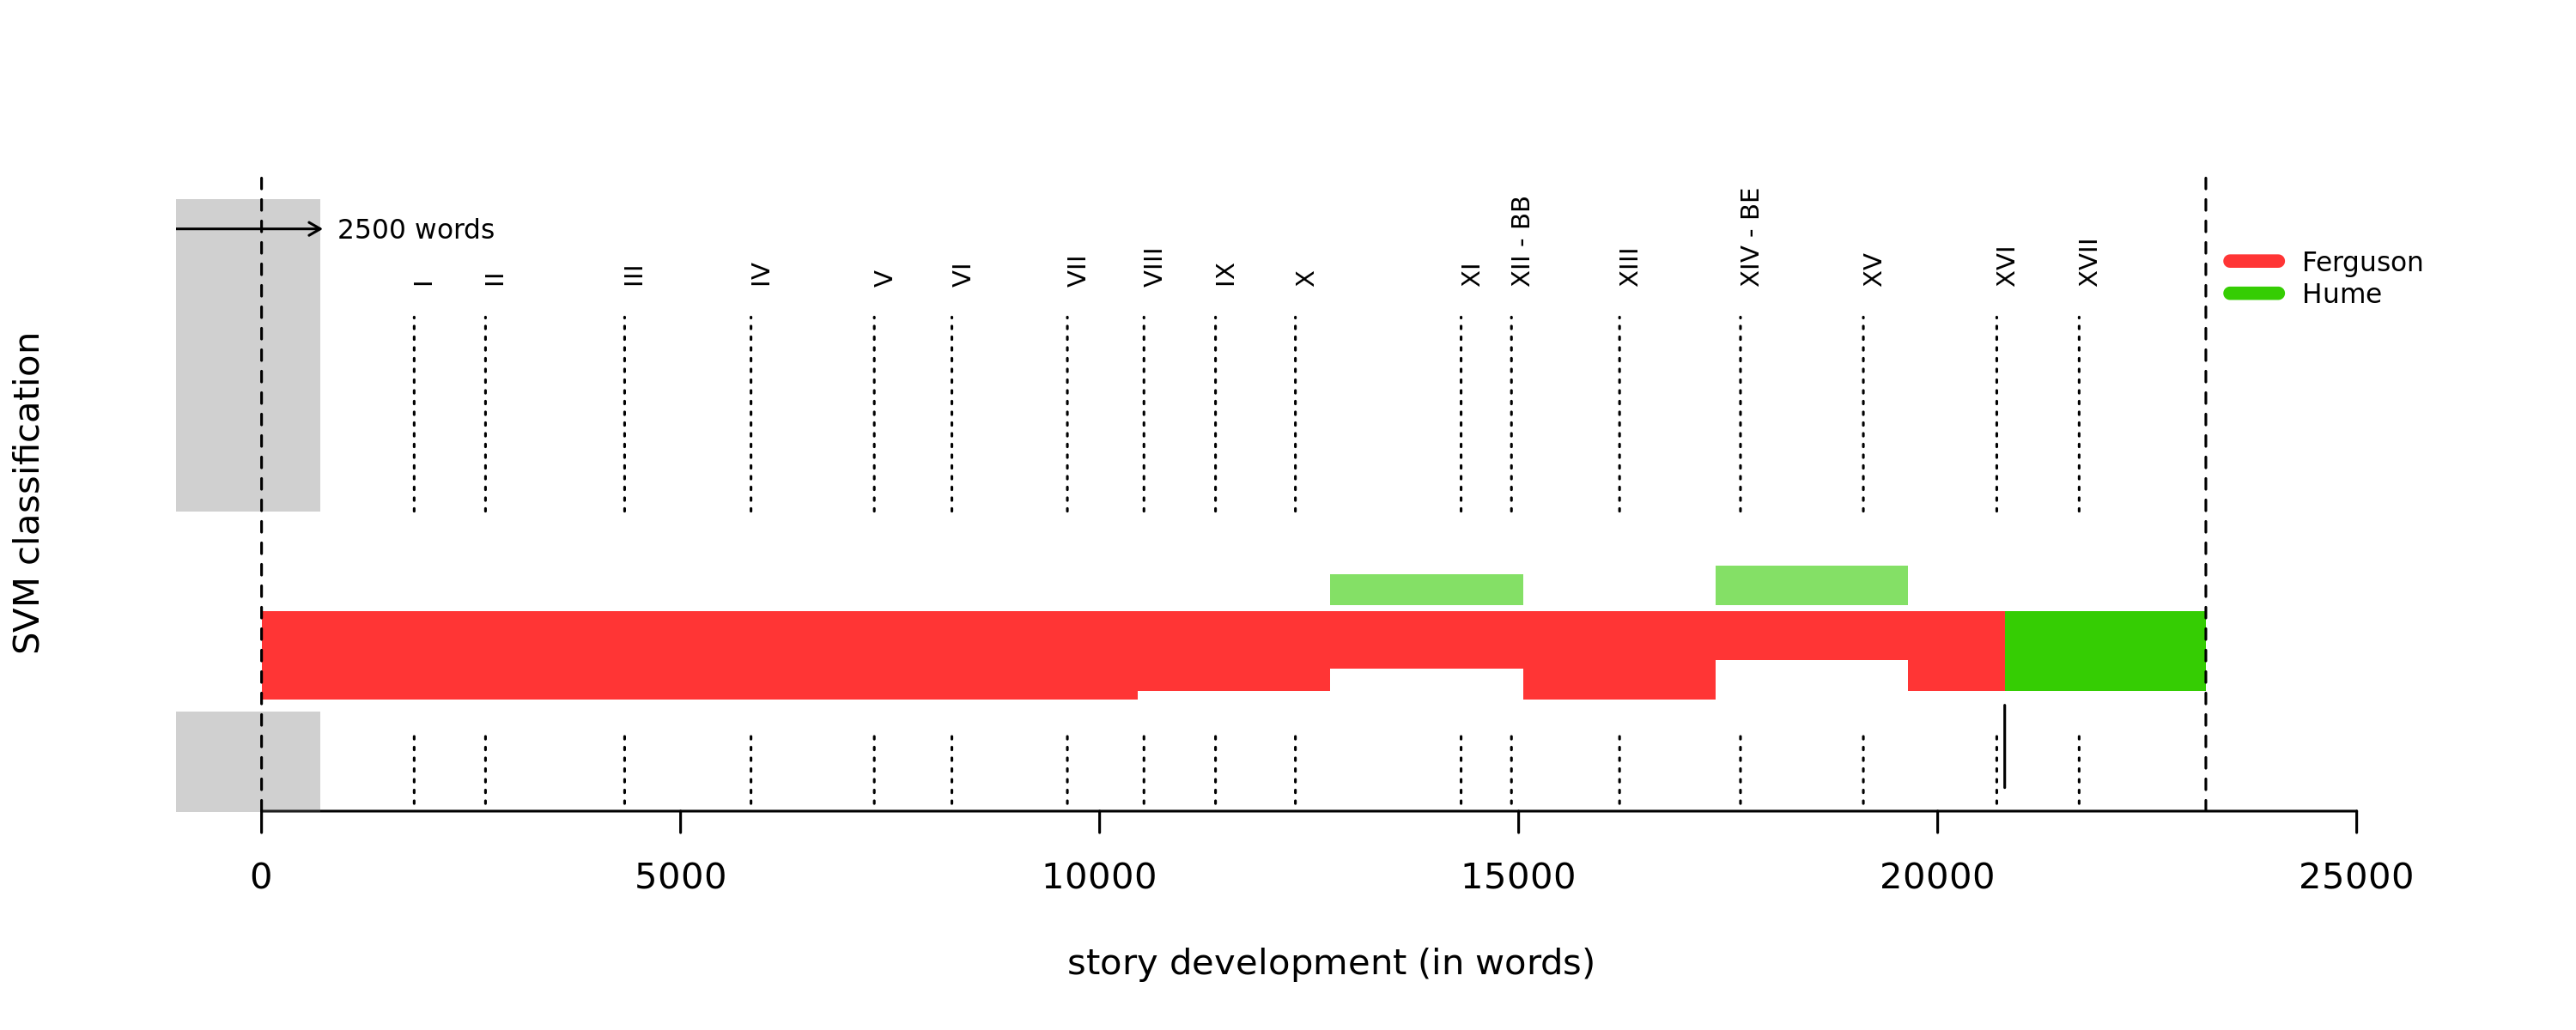 2500 words
I
II
III
IV
V
VI
VII
VIII
IX
X
XI
XII - BB
XIII
XIV - BE
XV
XVI
XVII
Ferguson
Hume
SVM classification
0
5000
10000
15000
20000
25000
story development (in words)